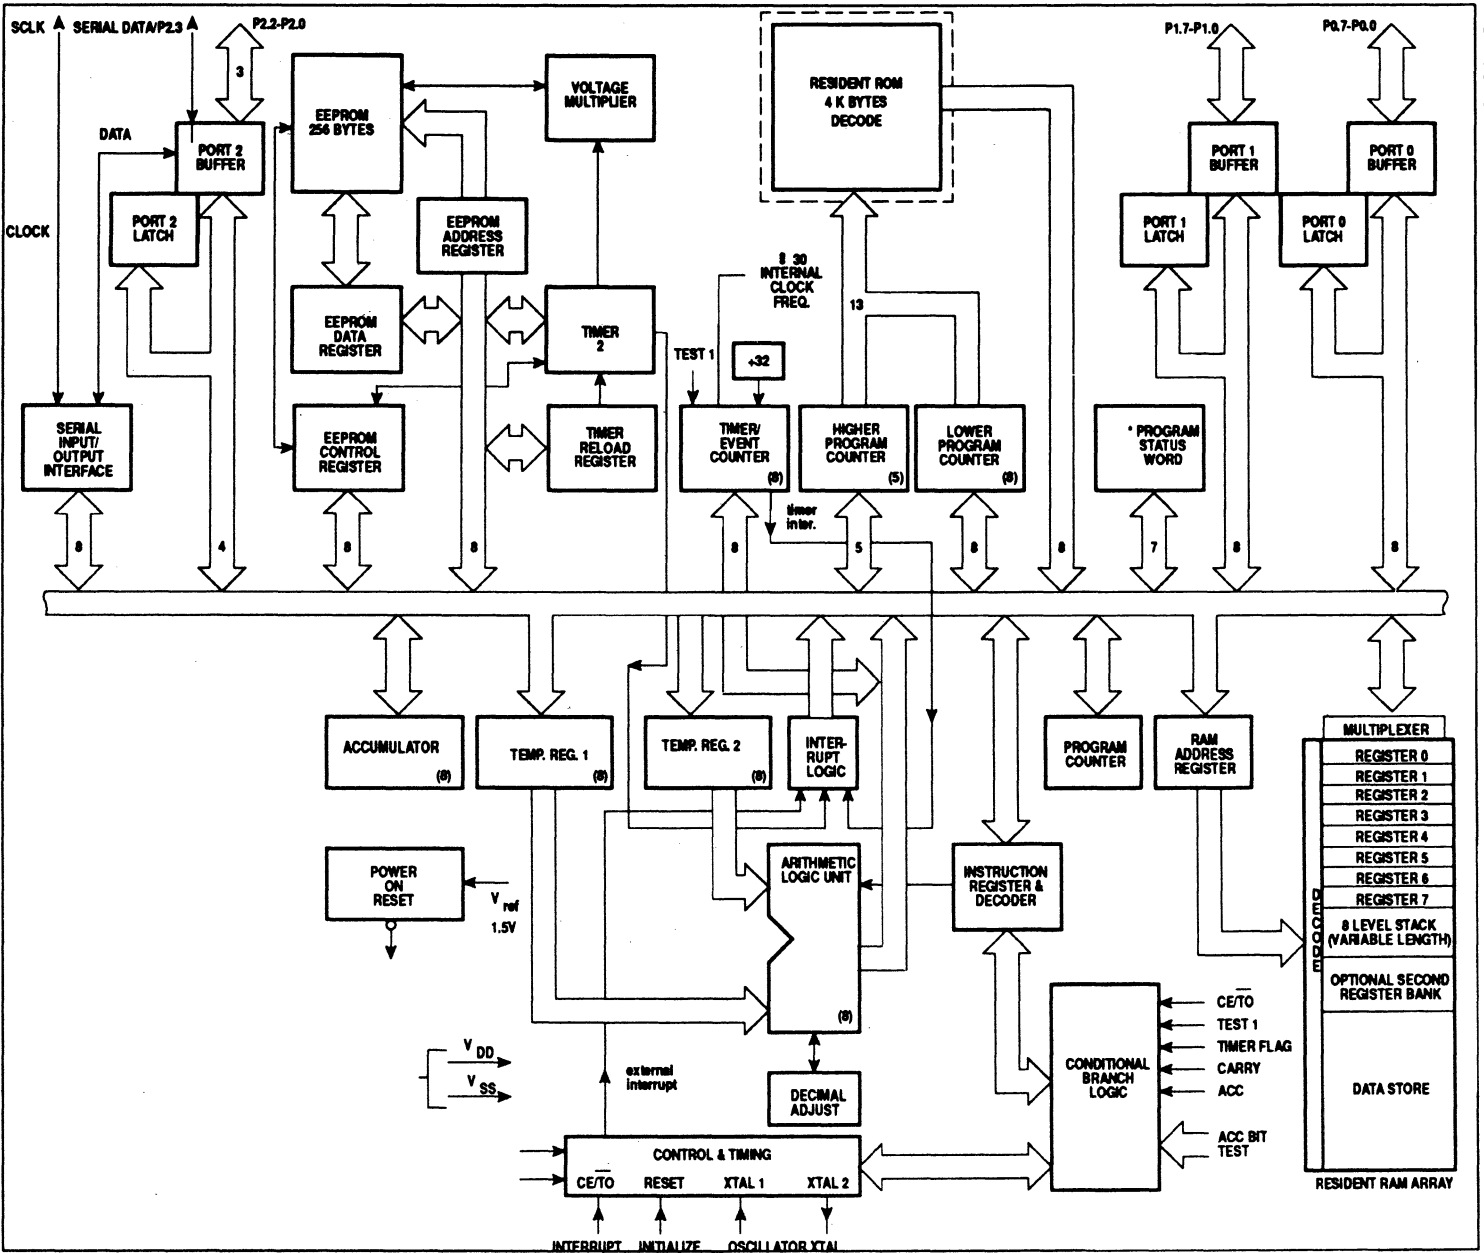 SCLK
SERIAL DATA/P2.3
P2.2-P2.0
3
DATA
PORT 2
BUFFER
PORT 2
LATCH
CLOCK
SERIAL
INPUT/
OUTPUT
INTERFACE
8
4
EEPROM
256 BYTES
VOLTAGE
MULTIPLIER
EEPROM
ADDRESS
REGISTER
EEPROM
DATA
REGISTER
TIMER
2
EEPROM
CONTROL
REGISTER
TIMER
RELOAD
REGISTER
8
8
RESIDENT ROM
4 K BYTES
DECODE
30
INTERNAL
CLOCK
FREQ.
13
TEST 1
+32
TIMER/
EVENT
COUNTER
(8)
HIGHER
PROGRAM
COUNTER
(5)
LOWER
PROGRAM
COUNTER
(8)
timer
inter.
8
5
8
8
P1.7-P1.0
P0.7-P0.0
PORT 1
BUFFER
PORT 0
BUFFER
PORT 1
LATCH
PORT 0
LATCH
* PROGRAM
STATUS
WORD
7
8
8
ACCUMULATOR
(8)
TEMP. REG. 1
(8)
TEMP. REG. 2
(8)
INTER-
RUPT
LOGIC
PROGRAM
COUNTER
RAM
ADDRESS
REGISTER
MULTIPLEXER
REGISTER 0
REGISTER 1
REGISTER 2
REGISTER 3
REGISTER 4
REGISTER 5
REGISTER 6
REGISTER 7
8 LEVEL STACK
(VARIABLE LENGTH)
OPTIONAL SECOND
REGISTER BANK
DATA STORE
DECODE
RESIDENT RAM ARRAY
POWER
ON
RESET
V ref
1.5V
ARITHMETIC
LOGIC UNIT
(8)
INSTRUCTION
REGISTER &
DECODER
DECIMAL
ADJUST
CONDITIONAL
BRANCH
LOGIC
CE/TO
TEST 1
TIMER FLAG
CARRY
ACC
ACC BIT
TEST
V DD
V SS
external
interrupt
CONTROL & TIMING
CE/TO
RESET
XTAL 1
XTAL 2
INTERRUPT
INITIALIZE
OSCILLATOR XTAL